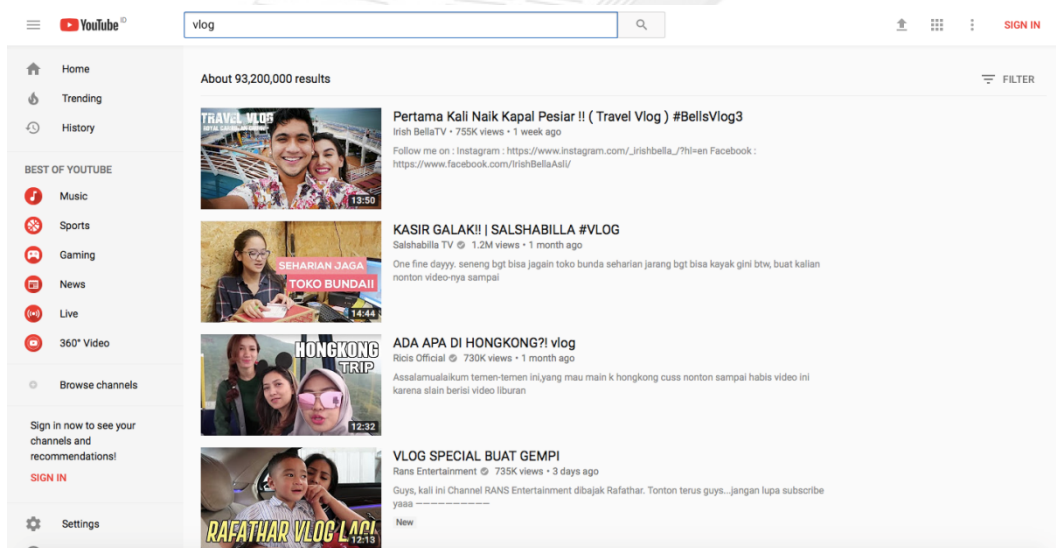 YouTube ID
vlog
SIGN IN
Home
Trending
History
BEST OF YOUTUBE
Music
Sports
Gaming
News
Live
360° Video
Browse channels
Sign in now to see your
channels and
recommendations!
SIGN IN
Settings
About 93,200,000 results
FILTER
TRAVEL VLOG
13:50
Pertama Kali Naik Kapal Pesiar !! ( Travel Vlog ) #BellsVlog3
Irish BellaTV • 755K views • 1 week ago
Follow me on : Instagram : https://www.instagram.com/_irishbella_/?hl=en Facebook :
https://www.facebook.com/IrishBellaAsli/
SEHARIAN JAGA
TOKO BUNDAII
14:44
KASIR GALAK!! | SALSHABILLA #VLOG
Salshabilla TV 1.2M views • 1 month ago
One fine dayyy. seneng bgt bisa jagain toko bunda seharian jarang bgt bisa kayak gini btw, buat kalian
nonton video-nya sampai
HONGKONG
TRIP
12:32
ADA APA DI HONGKONG?! vlog
Ricis Official 730K views • 1 month ago
Assalamualaikum temen-temen ini,yang mau main k hongkong cuss nonton sampai habis video ini
karena slain berisi video liburan
RAFATHAR VLOG LAGI
12:13
VLOG SPECIAL BUAT GEMPI
Rans Entertainment 735K views • 3 days ago
Guys, kali ini Channel RANS Entertainment dibajak Rafathar. Tonton terus guys...jangan lupa subscribe
yaaa ——————————
New